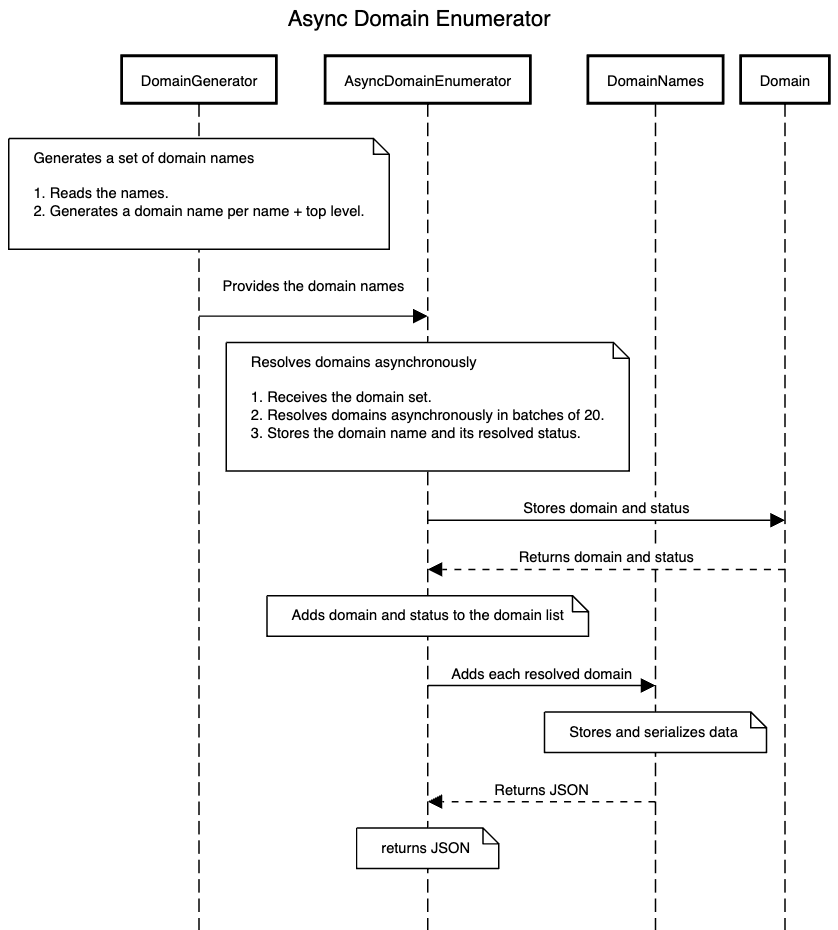 Async Domain Enumerator
DomainGenerator
AsyncDomainEnumerator
DomainNames
Domain
Generates a set of domain names
1. Reads the names.
2. Generates a domain name per name + top level.
Provides the domain names
Resolves domains asynchronously
1. Receives the domain set.
2. Resolves domains asynchronously in batches of 20.
3. Stores the domain name and its resolved status.
Stores domain and status
Returns domain and status
Adds domain and status to the domain list
Adds each resolved domain
Stores and serializes data
Returns JSON
returns JSON